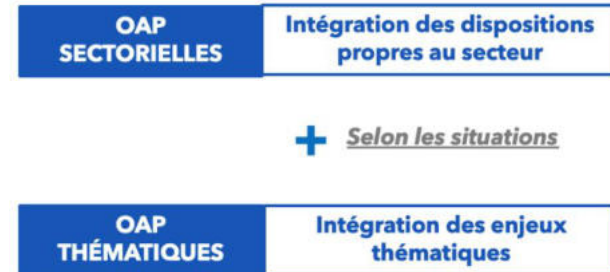 OAP
SECTORIELLES
Intégration des dispositions
propres au secteur
+ Selon les situations
OAP
THÉMATIQUES
Intégration des enjeux
thématiques